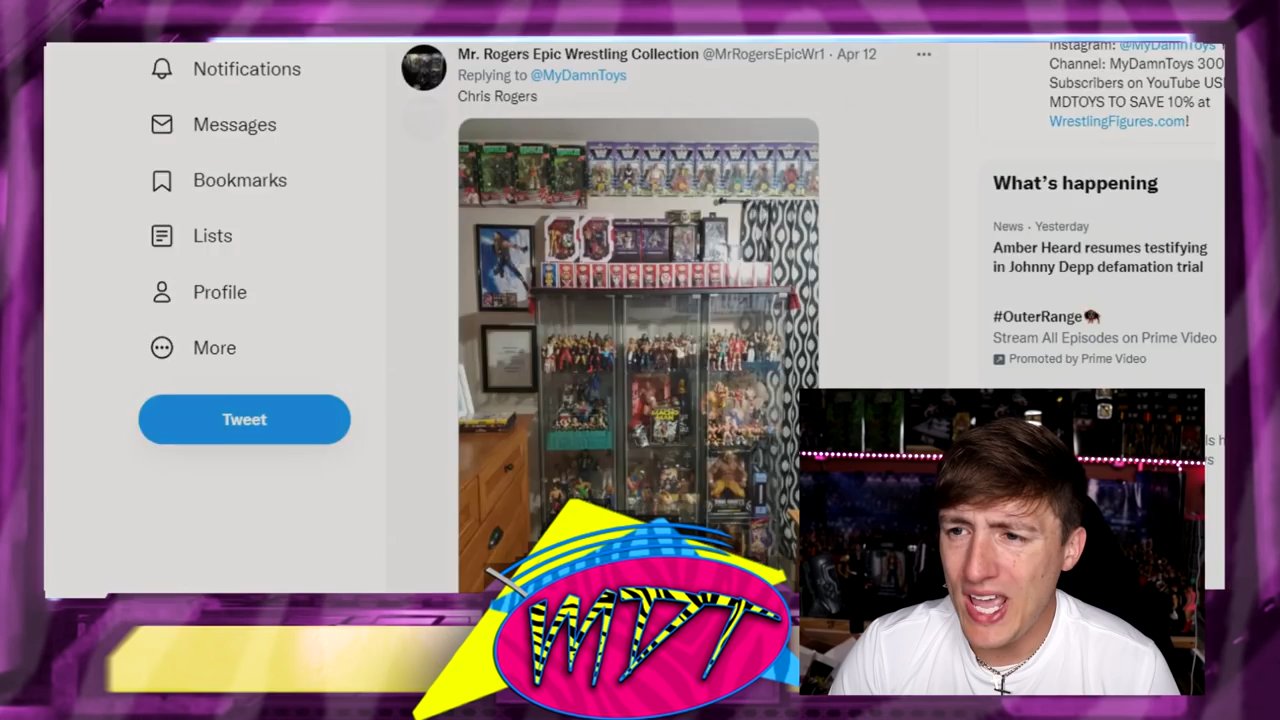 Notifications
Messages
Bookmarks
Lists
Profile
More
Tweet
Mr. Rogers Epic Wrestling Collection @MrRogersEpicWr1 · Apr 12
Replying to @MyDamnToys
Chris Rogers
MACHO
MAN
MDT
Instagram: @MyDamnToys
Channel: MyDamnToys 300
Subscribers on YouTube US
MDTOYS TO SAVE 10% at
WrestlingFigures.com!
What's happening
News · Yesterday
Amber Heard resumes testifying
in Johnny Depp defamation trial
#OuterRange
Stream All Episodes on Prime Video
Promoted by Prime Video